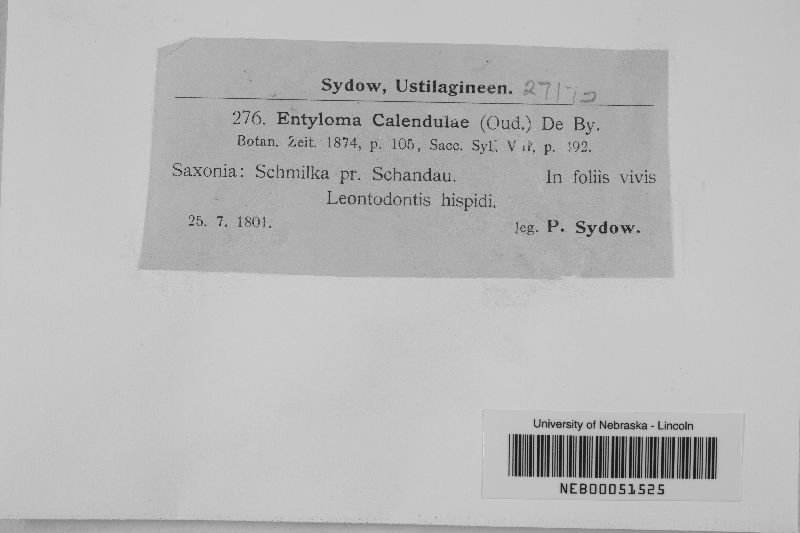 Sydow, Ustilagineen.
276. Entyloma Calendulae (Oud.) De By.
Botan. Zeit. 1874, p. 105, Sacc. Syll. VII, p. 492.
Saxonia: Schmilka pr. Schandau. In foliis vivis
Leontodontis hispidi.
25. 7. 1801. leg. P. Sydow.
University of Nebraska - Lincoln
NEB00051525